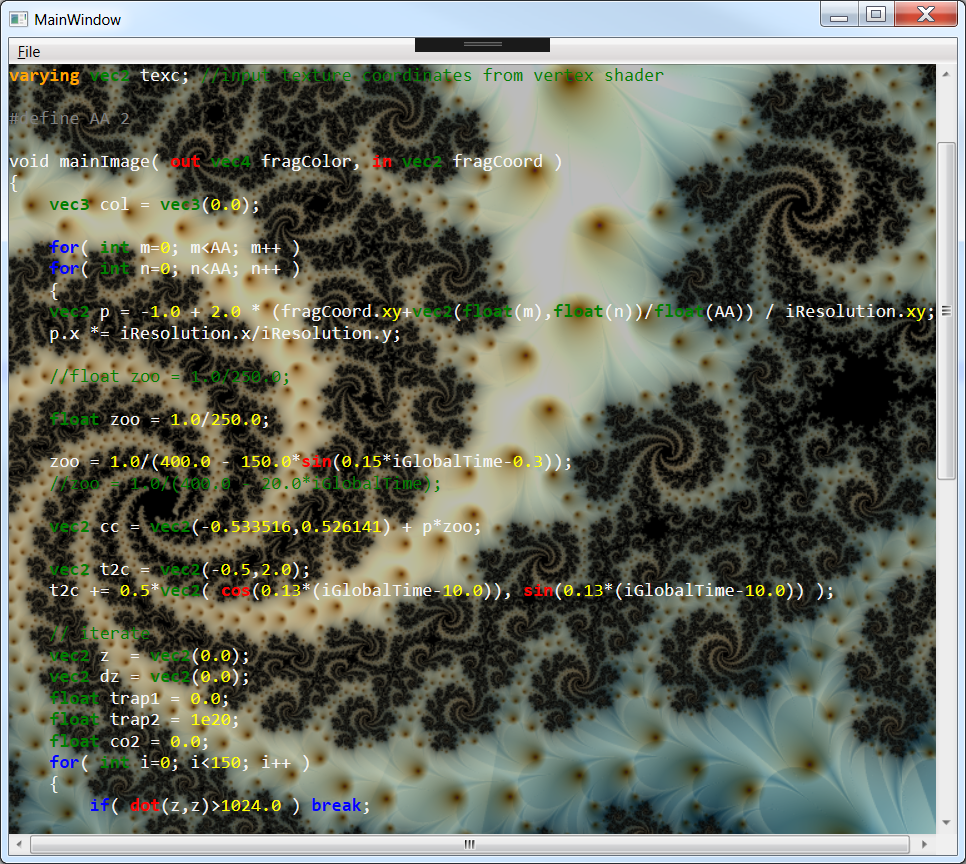 MainWindow
File
varying vec2 texc; //input texture coordinates from vertex shader
#define AA 2
void mainImage( out vec4 fragColor, in vec2 fragCoord )
{
vec3 col = vec3(0.0);
for( int m=0; m<AA; m++ )
for( int n=0; n<AA; n++ )
{
vec2 p = -1.0 + 2.0 * (fragCoord.xy+vec2(float(m),float(n))/float(AA)) / iResolution.xy;
p.x *= iResolution.x/iResolution.y;
//float zoo = 1.0/250.0;
float zoo = 1.0/250.0;
zoo = 1.0/(400.0 - 150.0*sin(0.15*iGlobalTime-0.3));
//zoo = 1.0/(400.0 - 20.0*iGlobalTime);
vec2 cc = vec2(-0.533516,0.526141) + p*zoo;
vec2 t2c = vec2(-0.5,2.0);
t2c += 0.5*vec2( cos(0.13*(iGlobalTime-10.0)), sin(0.13*(iGlobalTime-10.0)) );
// iterate
vec2 z  = vec2(0.0);
vec2 dz = vec2(0.0);
float trap1 = 0.0;
float trap2 = 1e20;
float co2 = 0.0;
for( int i=0; i<150; i++ )
{
if( dot(z,z)>1024.0 ) break;